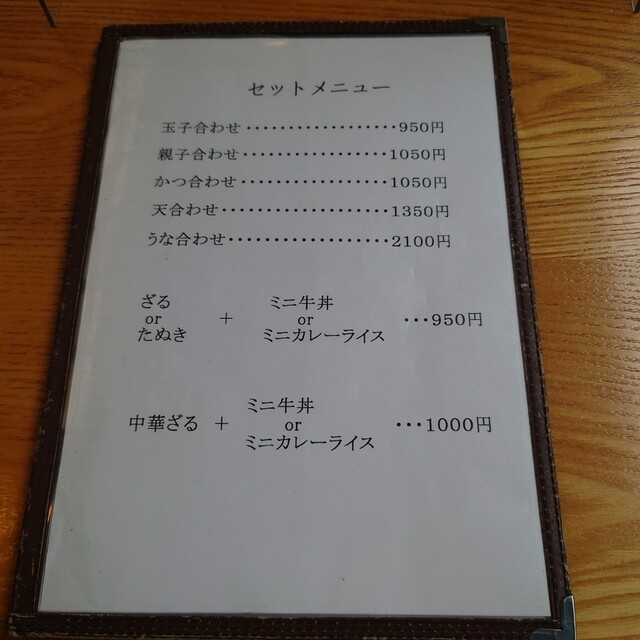 セットメニュー
玉子合わせ・・・・・・・・・・・・・・・・・・950円
親子合わせ・・・・・・・・・・・・・・・・・・1050円
かつ合わせ・・・・・・・・・・・・・・・・・・1050円
天合わせ・・・・・・・・・・・・・・・・・・・・1350円
うな合わせ・・・・・・・・・・・・・・・・・・・2100円
ざる ミニ牛丼
or + or ・・・950円
たぬき ミニカレーライス
ミニ牛丼
中華ざる + or ・・・1000円
ミニカレーライス